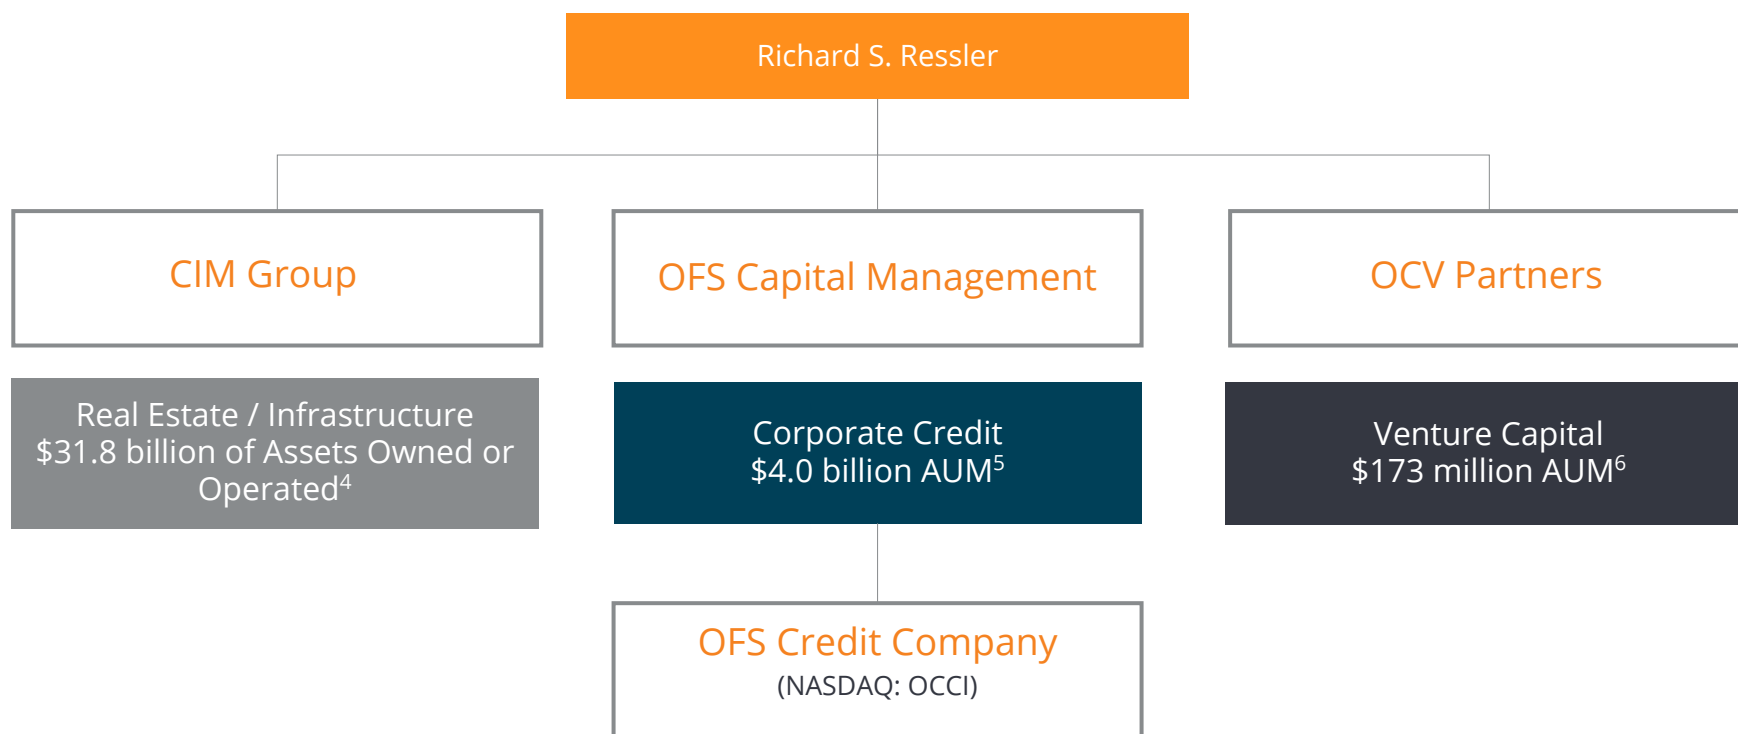 Richard S. Ressler
CIM Group
OFS Capital Management
OCV Partners
Real Estate / Infrastructure
$31.8 billion of Assets Owned or
Operated⁴
Corporate Credit
$4.0 billion AUM⁵
Venture Capital
$173 million AUM⁶
OFS Credit Company
(NASDAQ: OCCI)